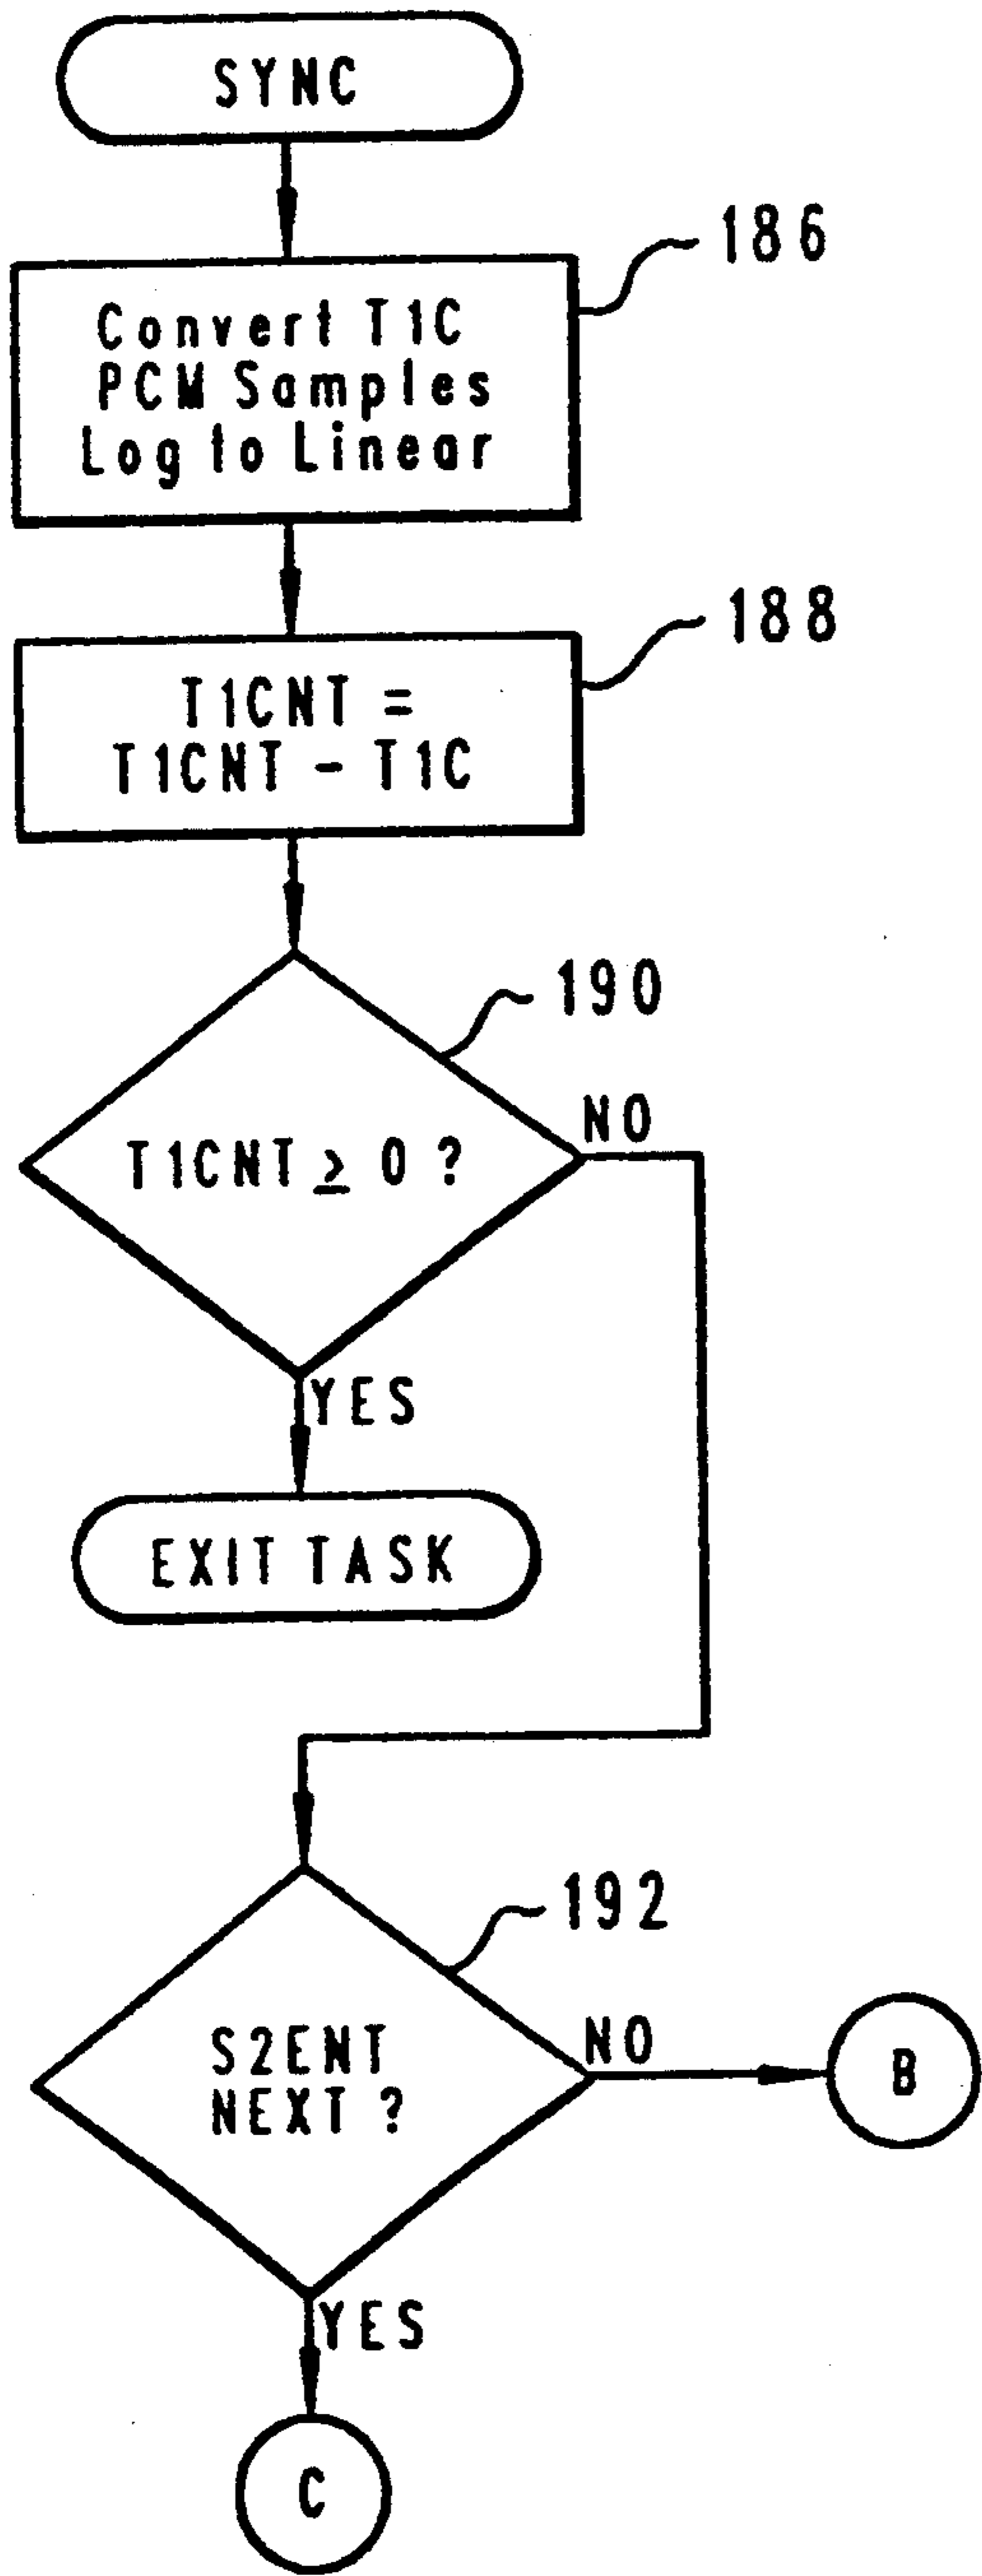 SYNC
186
Convert T1C
PCM Samples
Log to Linear
188
T1CNT =
T1CNT - T1C
190
NO
T1CNT ≥ 0 ?
YES
EXIT TASK
192
S2ENT
NEXT ?
NO
B
YES
C